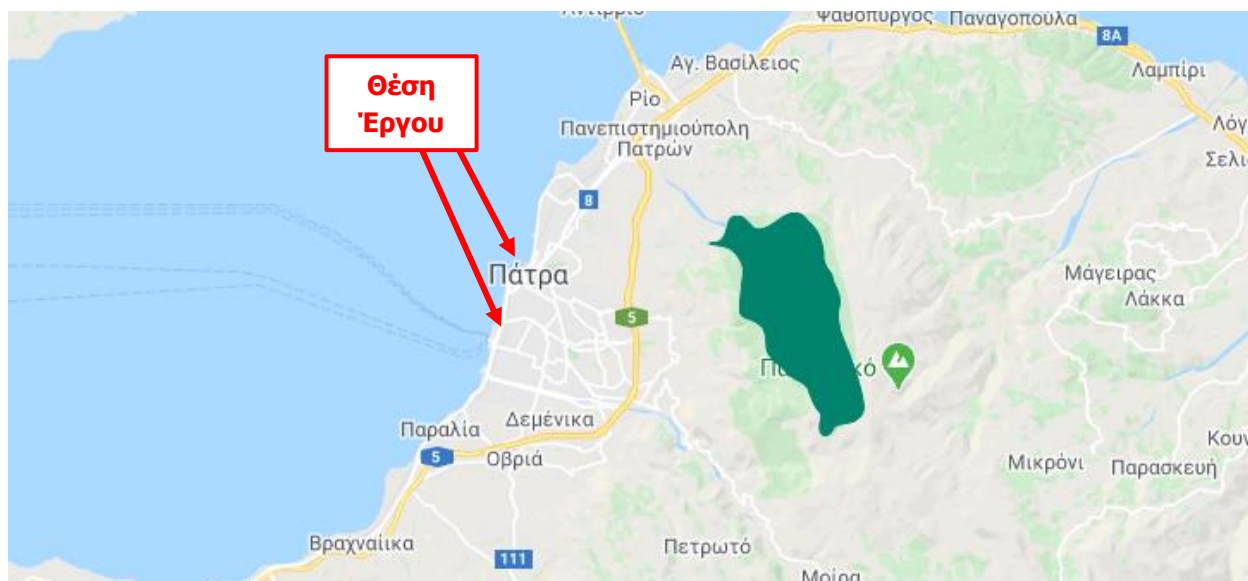 Ψαθόπυργος
Παναγοπούλα
8A
Θέση
Έργου
Αγ. Βασίλειος
Λαμπίρι
Ρίο
Πανεπιστημιούπολη
Πατρών
8
Πάτρα
Μάγειρας
Λάκκα
5
Δεμένικα
Παραλία
5
Οβριά
Μικρόνι
Παρασκευή
Βραχναίικα
111
Πετρωτό
Μοίρα